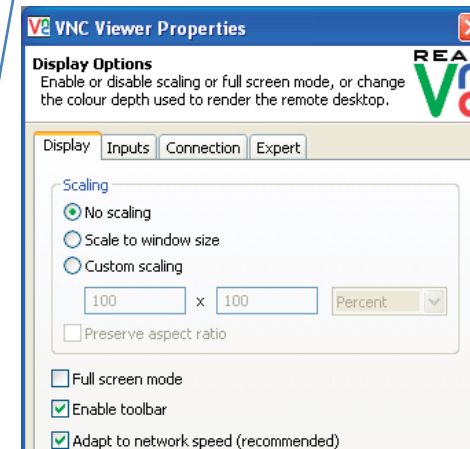 VNC Viewer Properties
Display Options
Enable or disable scaling or full screen mode, or change
the colour depth used to render the remote desktop.
REA
Display Inputs Connection Expert
Scaling
No scaling
Scale to window size
Custom scaling
100 x 100 Percent
Preserve aspect ratio
Full screen mode
Enable toolbar
Adapt to network speed (recommended)